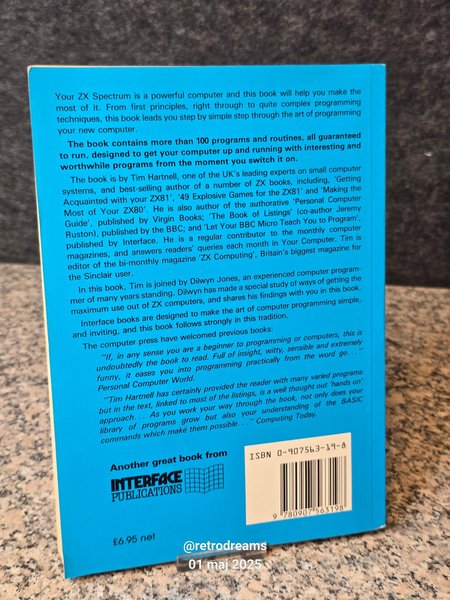 Your ZX Spectrum is a powerful computer and this book will help you make the
most of it. From first principles, right through to quite complex programming
techniques, this book leads you step by simple step through the art of programming
your new computer.
The book contains more than 100 programs and routines, all guaranteed
to run, designed to get your computer up and running with interesting and
worthwhile programs from the moment you switch it on.
The book is by Tim Hartnell, one of the UK's leading experts on small computer
systems, and best-selling author of a number of ZX books, including, 'Getting
Acquainted with your ZX81', '49 Explosive Games for the ZX81' and 'Making the
Most of Your ZX80'. He is also author of the authorative 'Personal Computer
Guide', published by Virgin Books; 'The Book of Listings' (co-author Jeremy
Ruston), published by the BBC; and 'Let Your BBC Micro Teach You to Program',
published by Interface. He is a regular contributor to the monthly computer
magazines, and answers readers' queries each month in Your Computer. Tim is
editor of the bi-monthly magazine 'ZX Computing', Britain's biggest magazine for
the Sinclair user.
In this book, Tim is joined by Dilwyn Jones, an experienced computer program-
mer of many years standing. Dilwyn has made a special study of ways of getting the
maximum use out of ZX computers, and shares his findings with you in this book.
Interface books are designed to make the art of computer programming simple,
and inviting, and this book follows strongly in this tradition.
The computer press have welcomed previous books:
"If, in any sense you are a beginner to programming or computers, this is
undoubtedly the book to read. Full of insight, witty, sensible and extremely
funny, it eases you into programming practically from the word go. . ."
Personal Computer World.
"Tim Hartnell has certainly provided the reader with many varied programs
but in the text, linked to most of the listings, is a well thought out 'hands on'
approach. . . As you work your way through the book, not only does your
library of programs grow but also your understanding of the BASIC
commands which make them possible. . ." Computing Today.
Another great book from
INTERFACE
PUBLICATIONS
ISBN 0-907563-19-8
9 780907 563198
£6.95 net
@retrodreams
01 maj 2025